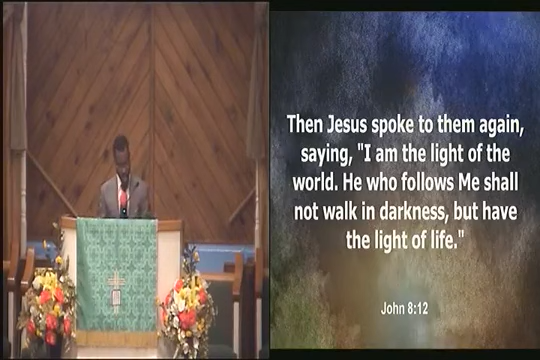 Then Jesus spoke to them again,
saying, "I am the light of the
world. He who follows Me shall
not walk in darkness, but have
the light of life."
John 8:12